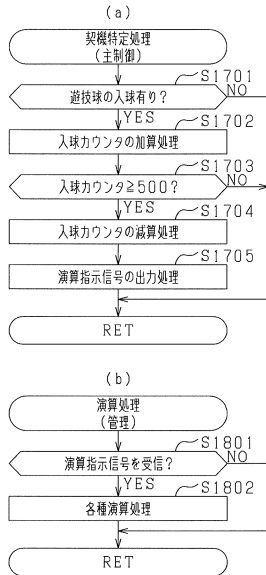 (a)
契機特定処理
(主制御)
S1701
遊技球の入球有り?
NO
YES
S1702
入球カウンタの加算処理
S1703
入球カウンタ≧500?
NO
YES
S1704
入球カウンタの減算処理
S1705
演算指示信号の出力処理
RET
(b)
演算処理
(管理)
S1801
演算指示信号を受信?
NO
YES
S1802
各種演算処理
RET